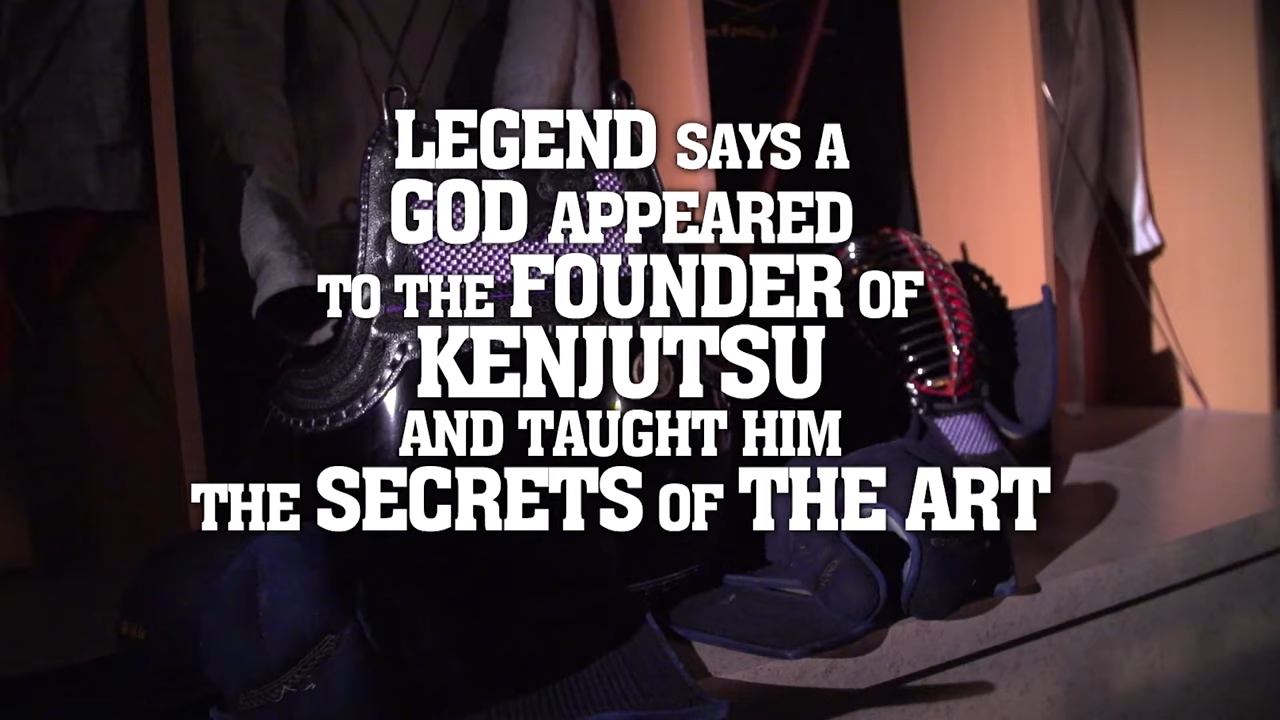 LEGEND SAYS A
GOD APPEARED
TO THE FOUNDER OF
KENJUTSU
AND TAUGHT HIM
THE SECRETS OF THE ART